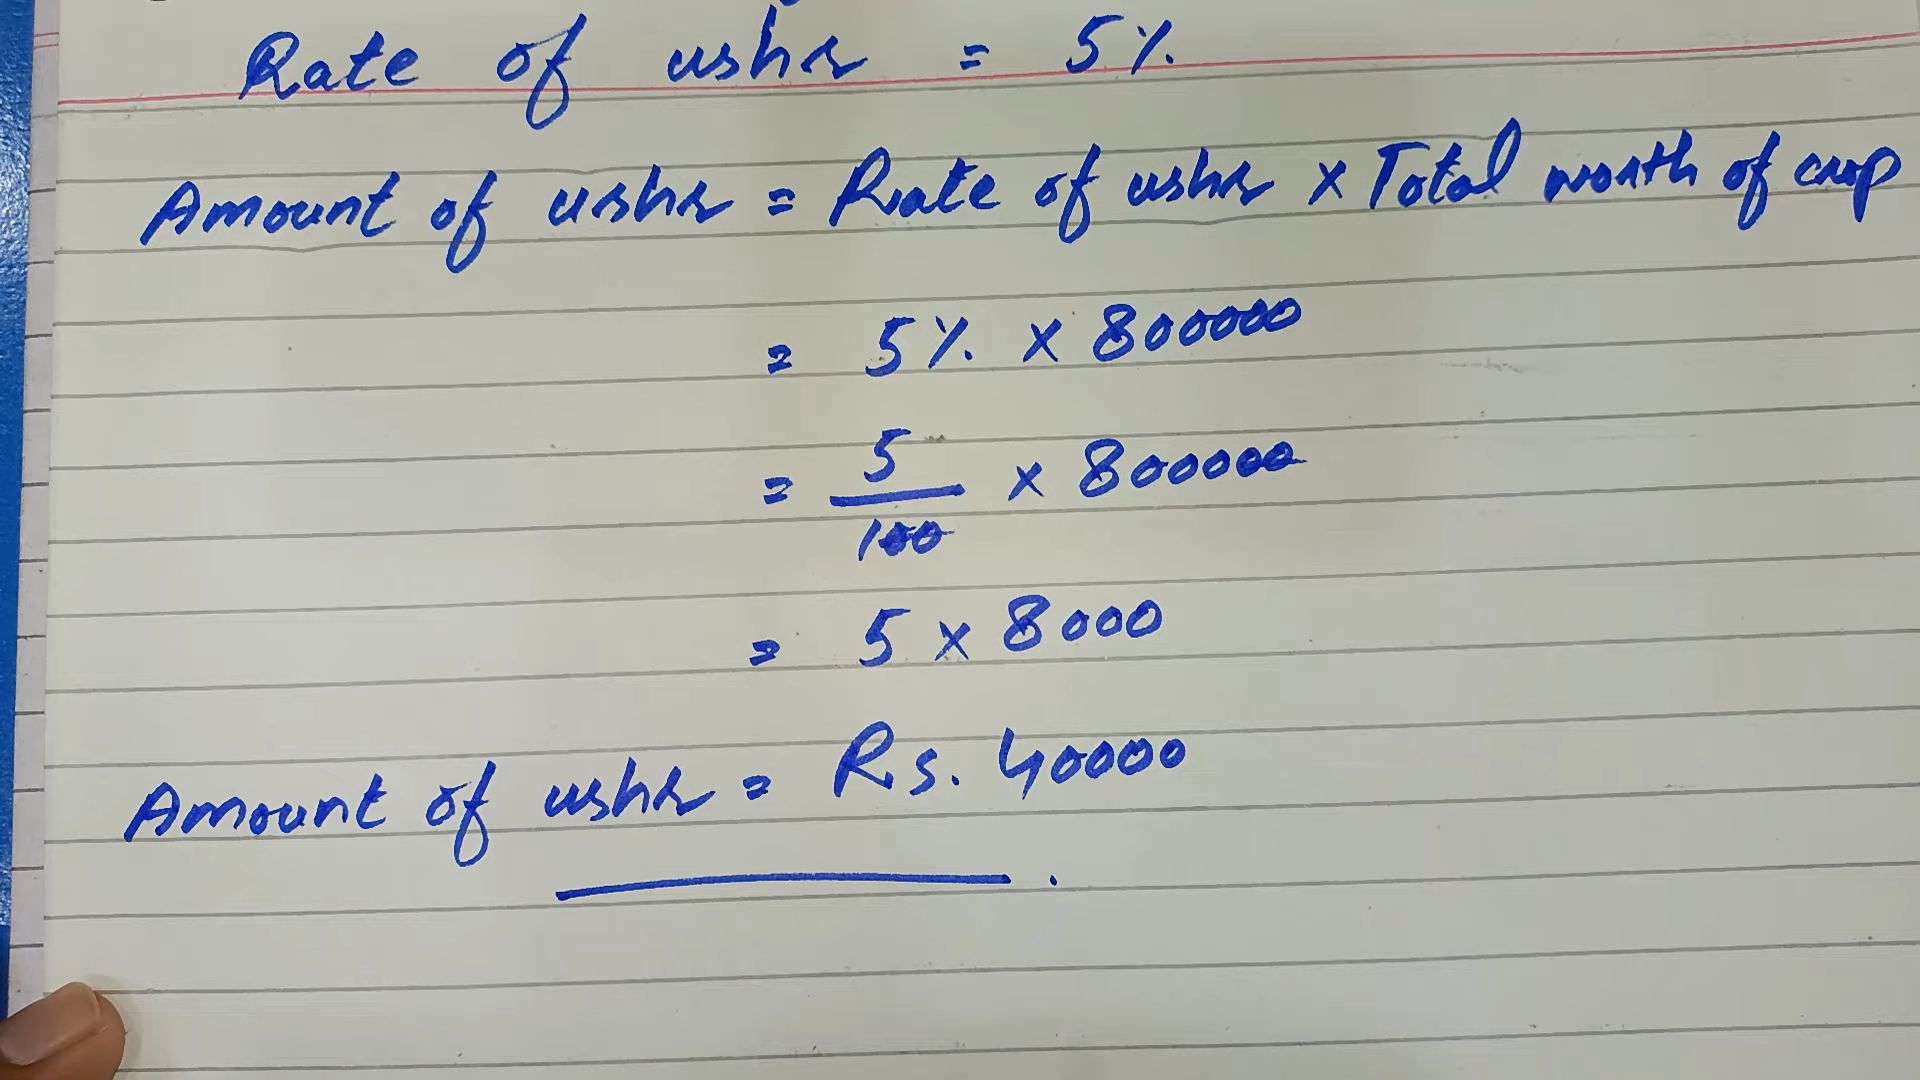 Rate of ushr = 5%
Amount of ushr = Rate of ushr × Total worth of crop
= 5% × 800000
= 5/100 × 800000
= 5 × 8000
Amount of ushr = Rs. 40000